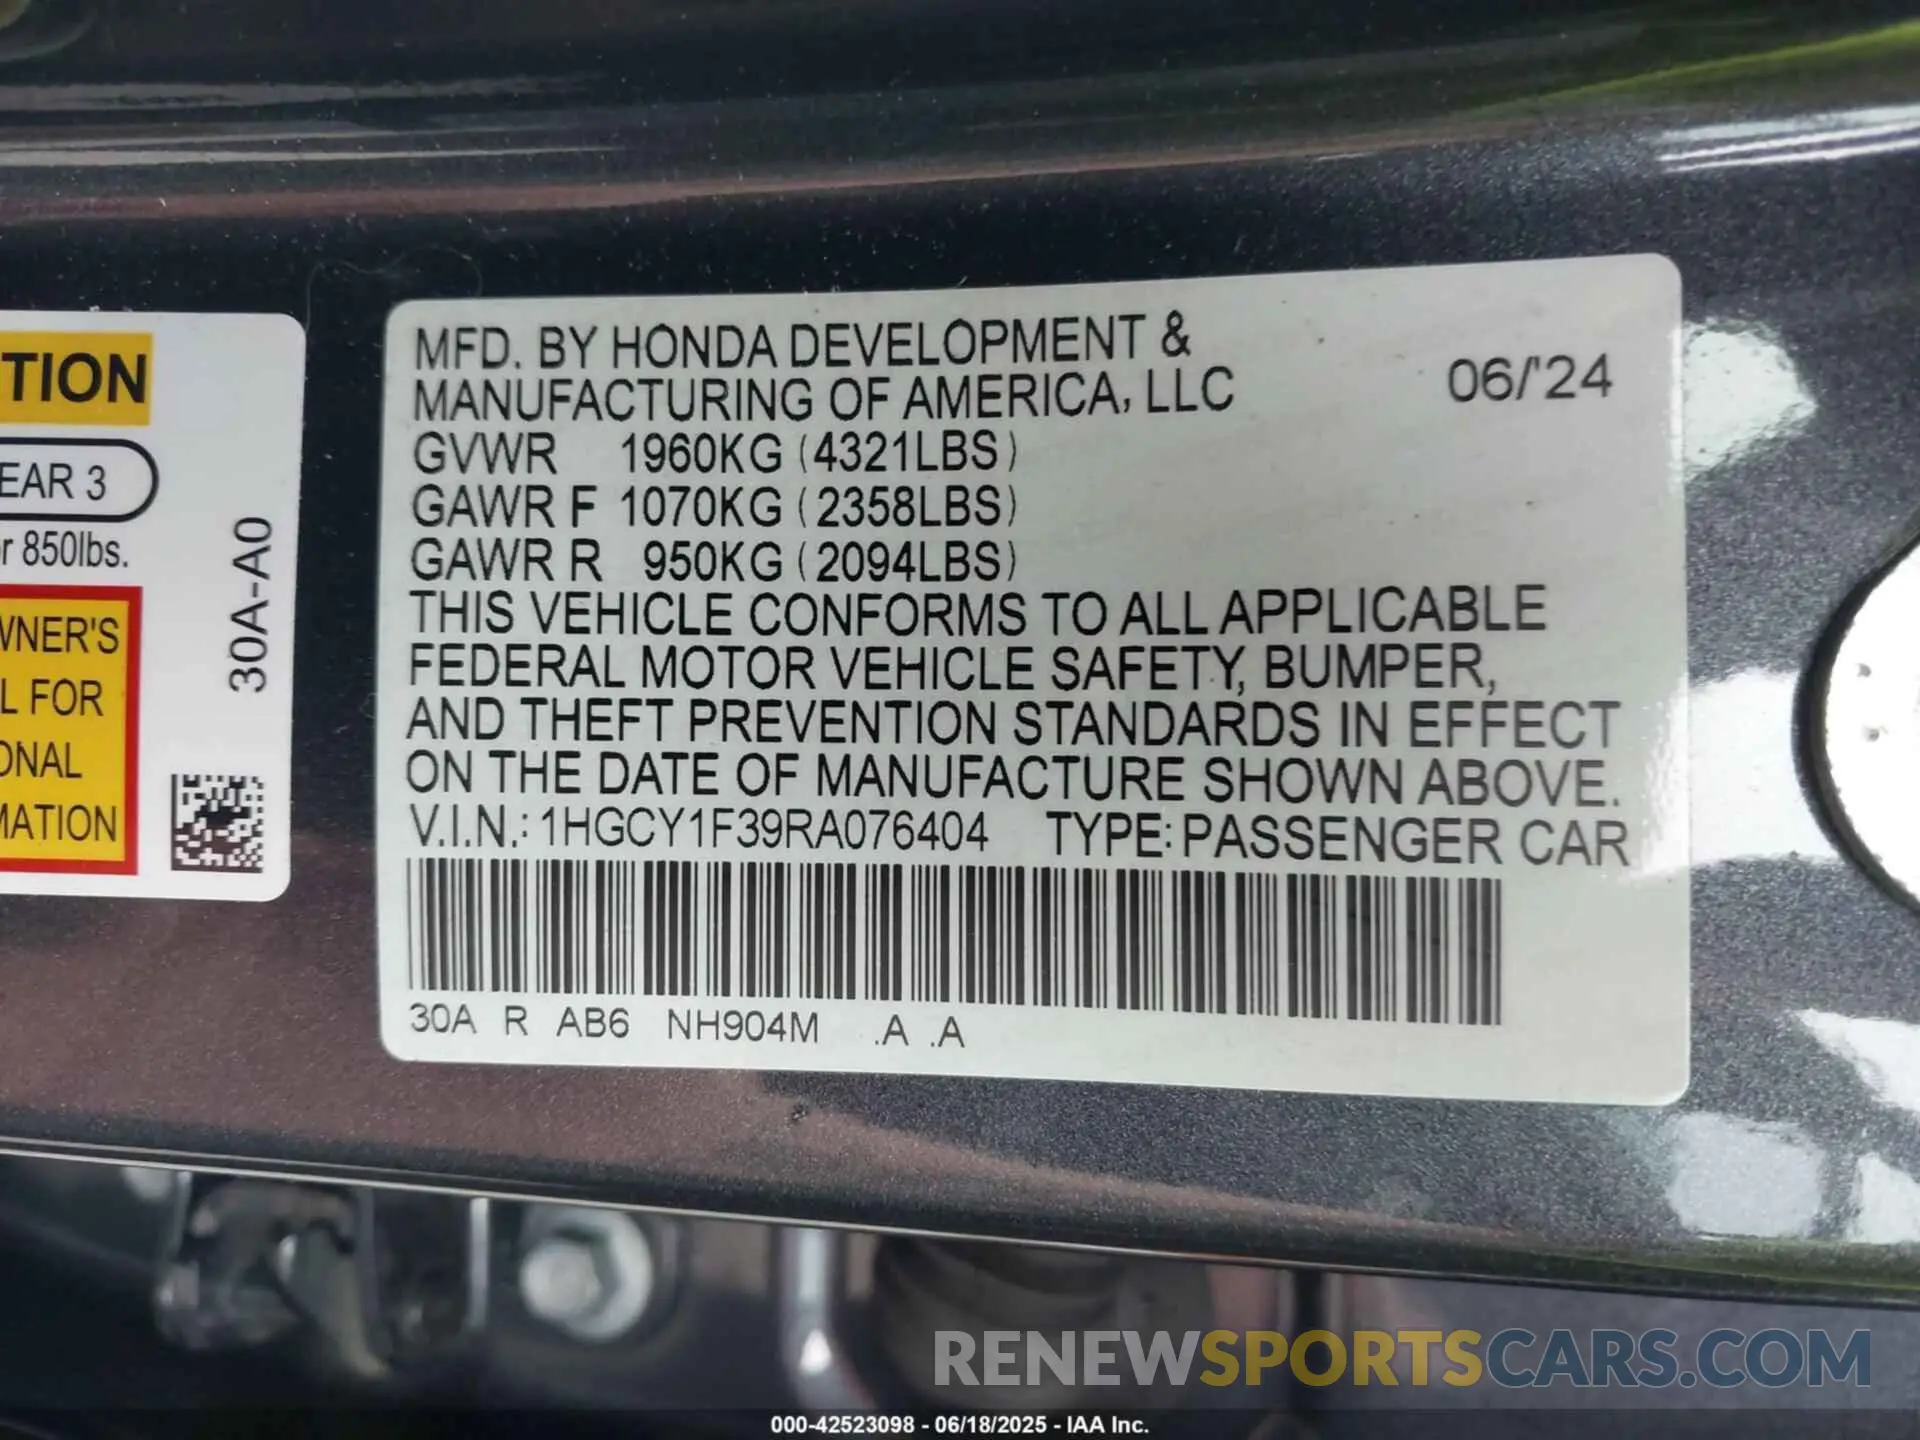 TION
EAR 3
r 850lbs.
WNER'S
L FOR
ONAL
MATION
30A-A0
MFD. BY HONDA DEVELOPMENT &
MANUFACTURING OF AMERICA, LLC 06/'24
GVWR 1960KG (4321LBS)
GAWR F 1070KG (2358LBS)
GAWR R 950KG (2094LBS)
THIS VEHICLE CONFORMS TO ALL APPLICABLE
FEDERAL MOTOR VEHICLE SAFETY, BUMPER,
AND THEFT PREVENTION STANDARDS IN EFFECT
ON THE DATE OF MANUFACTURE SHOWN ABOVE.
V.I.N.: 1HGCY1F39RA076404 TYPE: PASSENGER CAR
30A R AB6 NH904M .A .A
RENEWSPORTSCARS.COM
000-42523098 - 06/18/2025 - IAA Inc.